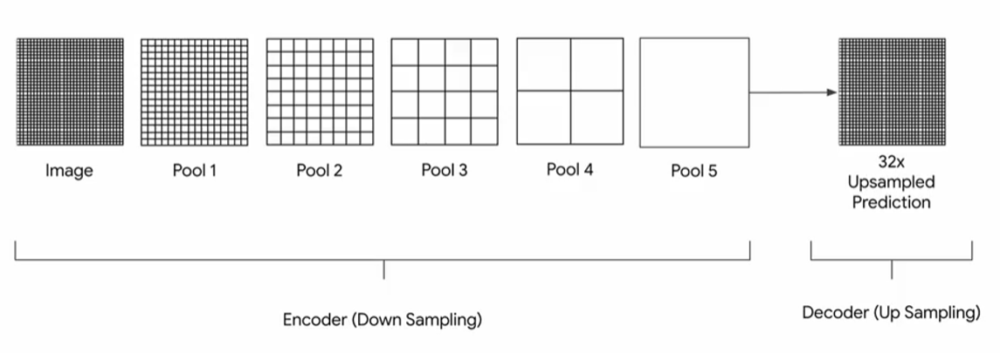 Image
Pool 1
Pool 2
Pool 3
Pool 4
Pool 5
32x
Upsampled
Prediction
Encoder (Down Sampling)
Decoder (Up Sampling)